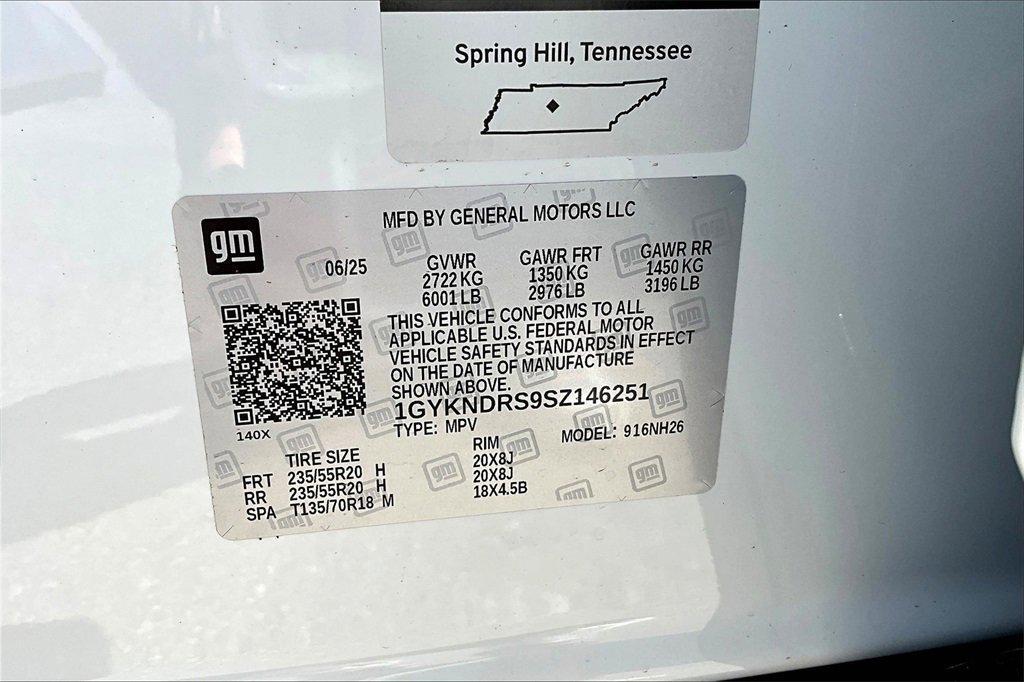 Spring Hill, Tennessee
gm
MFD BY GENERAL MOTORS LLC
06/25
GVWR
2722 KG
6001 LB
GAWR FRT
1350 KG
2976 LB
GAWR RR
1450 KG
3196 LB
THIS VEHICLE CONFORMS TO ALL
APPLICABLE U.S. FEDERAL MOTOR
VEHICLE SAFETY STANDARDS IN EFFECT
ON THE DATE OF MANUFACTURE
SHOWN ABOVE.
1GYKNDRS9SZ146251
TYPE: MPV
MODEL: 916NH26
140X
TIRE SIZE
RIM
FRT 235/55R20 H 20X8J
RR 235/55R20 H 20X8J
SPA T135/70R18 M 18X4.5B